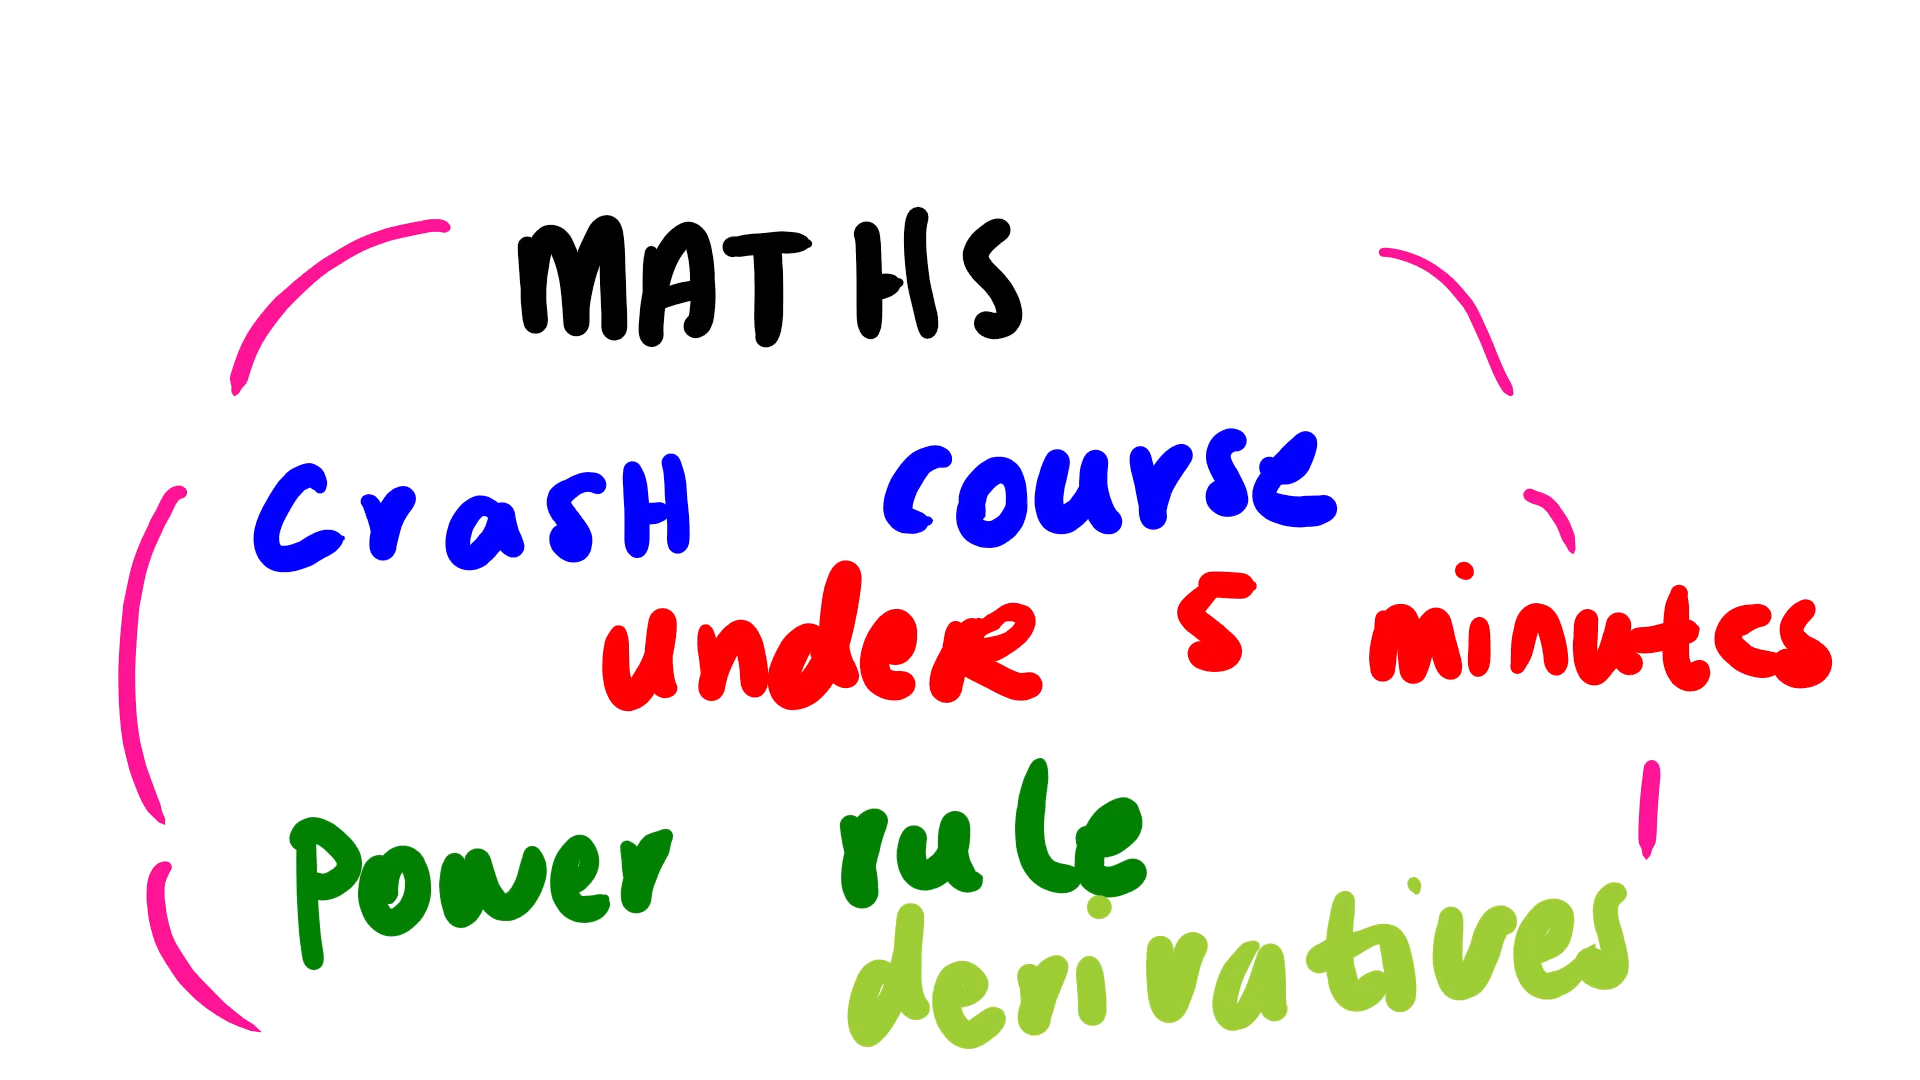 MATHS
Crash course
under 5 minutes
Power rule
derivatives